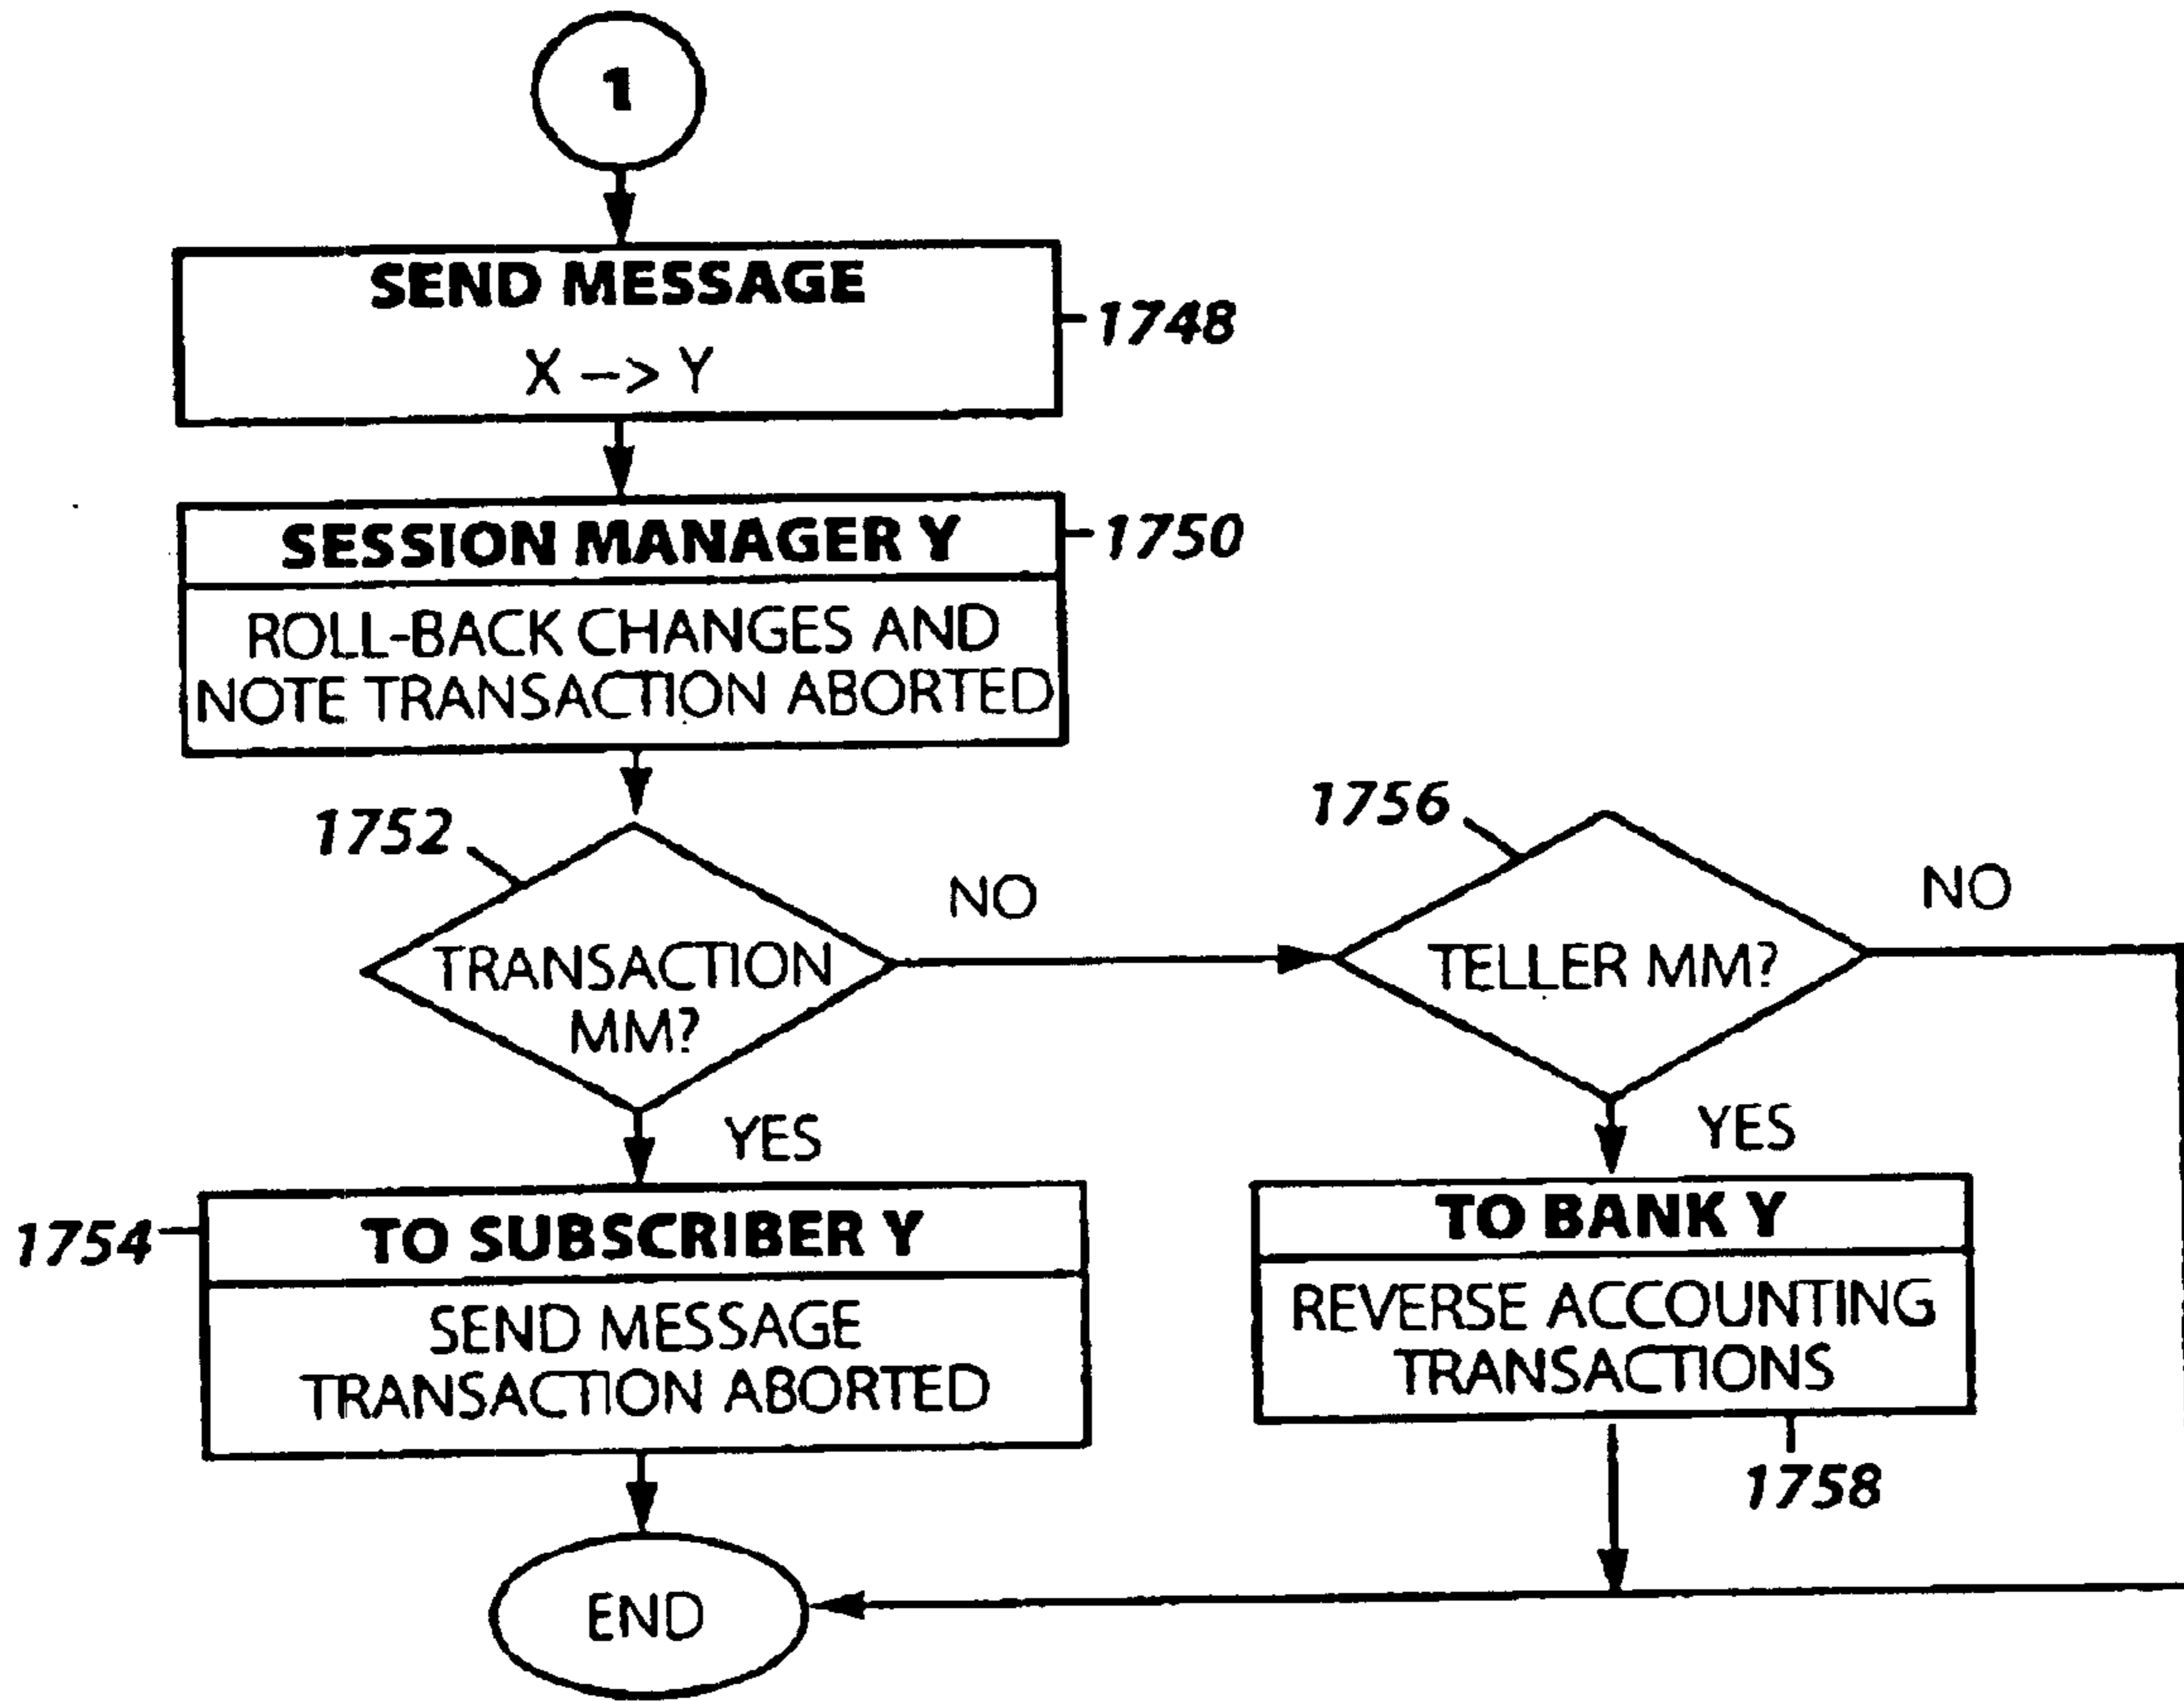 1
SEND MESSAGE
X –> Y
1748
SESSION MANAGER Y
1750
ROLL-BACK CHANGES AND
NOTE TRANSACTION ABORTED
1752
TRANSACTION
MM?
NO
YES
1756
TELLER MM?
NO
YES
1754
TO SUBSCRIBER Y
SEND MESSAGE
TRANSACTION ABORTED
TO BANK Y
REVERSE ACCOUNTING
TRANSACTIONS
1758
END